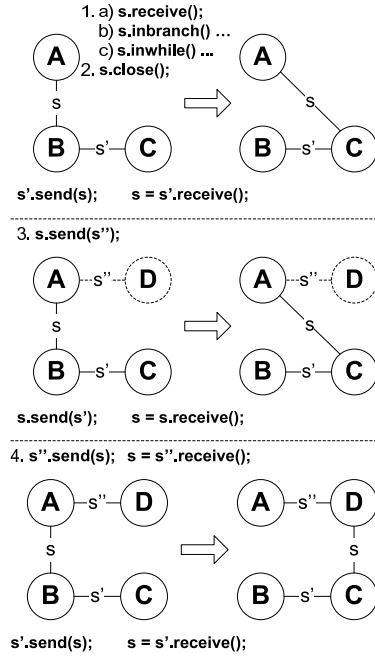 1. a) s.receive();
b) s.inbranch() ...
c) s.inwhile() ...
2. s.close();
A
A
s
s
B
s'
C
B
s'
C
s'.send(s);
s = s'.receive();
3. s.send(s'');
A
s''
D
A
s''
D
s
s
B
s'
C
B
s'
C
s.send(s');
s = s.receive();
4. s''.send(s); s = s''.receive();
A
s''
D
A
s''
D
s
s
B
s'
C
B
s'
C
s'.send(s);
s = s'.receive();